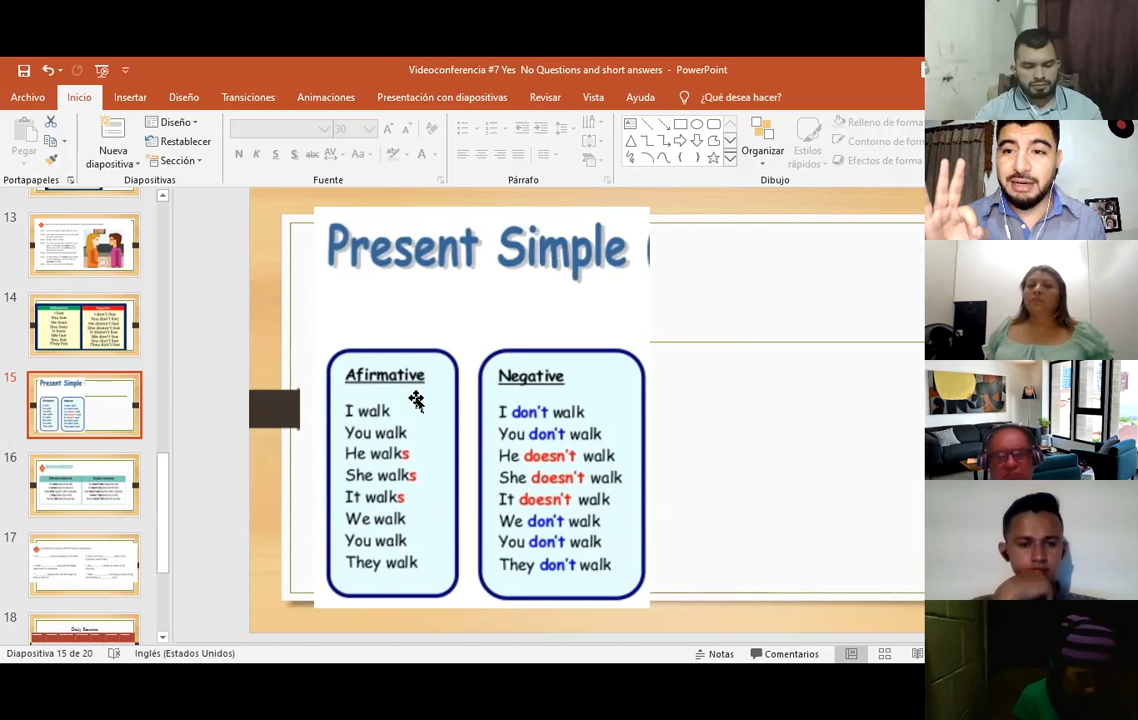 Videoconferencia #7 Yes No Questions and short answers - PowerPoint
Archivo Inicio Insertar Diseño Transiciones Animaciones Presentación con diapositivas Revisar Vista Ayuda ¿Qué desea hacer?
Pegar
Nueva diapositiva
Diseño
Restablecer
Sección
30
N K S S abc AV Aa A
Organizar
Estilos rápidos
Relleno de forma
Contorno de forma
Efectos de forma
Portapapeles Diapositivas Fuente Párrafo Dibujo
13
14
15
16
17
18
Present Simple
Afirmative
I walk
You walk
He walks
She walks
It walks
We walk
You walk
They walk
Negative
I don't walk
You don't walk
He doesn't walk
She doesn't walk
It doesn't walk
We don't walk
You don't walk
They don't walk
Diapositiva 15 de 20 Inglés (Estados Unidos) Notas Comentarios